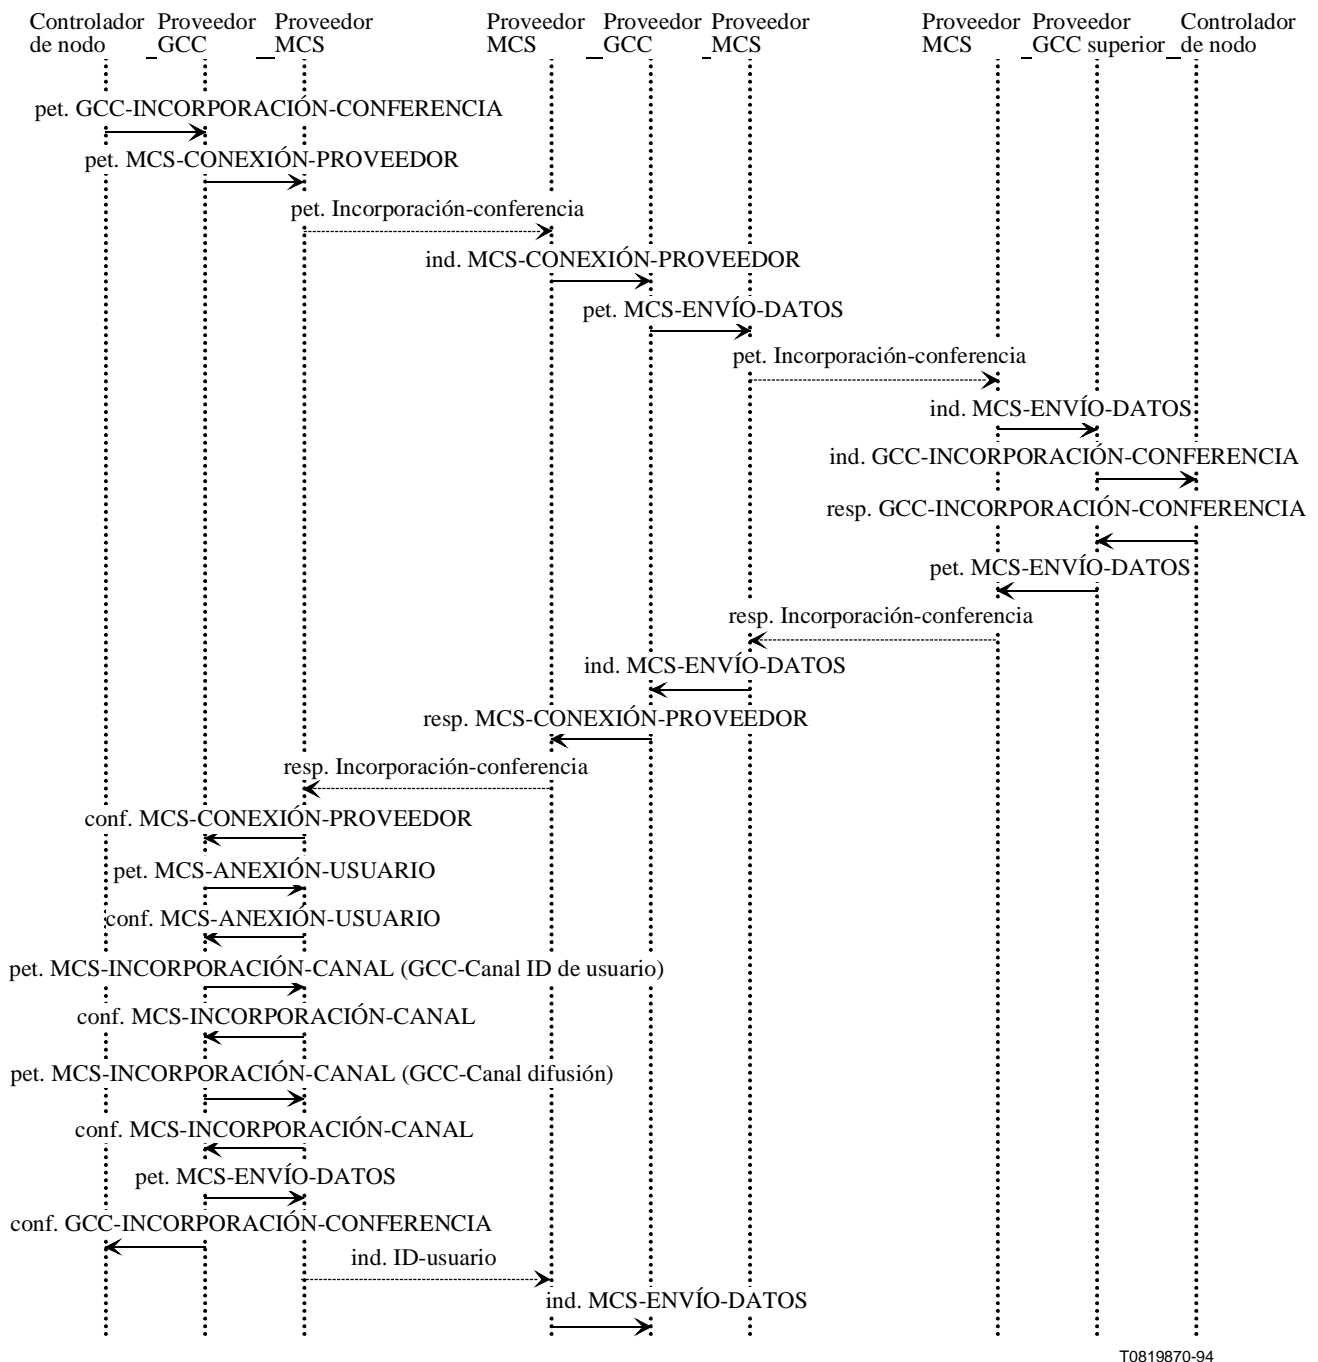 Controlador Proveedor Proveedor Proveedor Proveedor Proveedor Proveedor Proveedor Controlador
de nodo _GCC __MCS MCS _GCC _MCS MCS _GCC superior_ de nodo
pet. GCC-INCORPORACIÓN-CONFERENCIA
pet. MCS-CONEXIÓN-PROVEEDOR
pet. Incorporación-conferencia
ind. MCS-CONEXIÓN-PROVEEDOR
pet. MCS-ENVÍO-DATOS
pet. Incorporación-conferencia
ind. MCS-ENVÍO-DATOS
ind. GCC-INCORPORACIÓN-CONFERENCIA
resp. GCC-INCORPORACIÓN-CONFERENCIA
pet. MCS-ENVÍO-DATOS
resp. Incorporación-conferencia
ind. MCS-ENVÍO-DATOS
resp. MCS-CONEXIÓN-PROVEEDOR
resp. Incorporación-conferencia
conf. MCS-CONEXIÓN-PROVEEDOR
pet. MCS-ANEXIÓN-USUARIO
conf. MCS-ANEXIÓN-USUARIO
pet. MCS-INCORPORACIÓN-CANAL (GCC-Canal ID de usuario)
conf. MCS-INCORPORACIÓN-CANAL
pet. MCS-INCORPORACIÓN-CANAL (GCC-Canal difusión)
conf. MCS-INCORPORACIÓN-CANAL
pet. MCS-ENVÍO-DATOS
conf. GCC-INCORPORACIÓN-CONFERENCIA
ind. ID-usuario
ind. MCS-ENVÍO-DATOS
T0819870-94